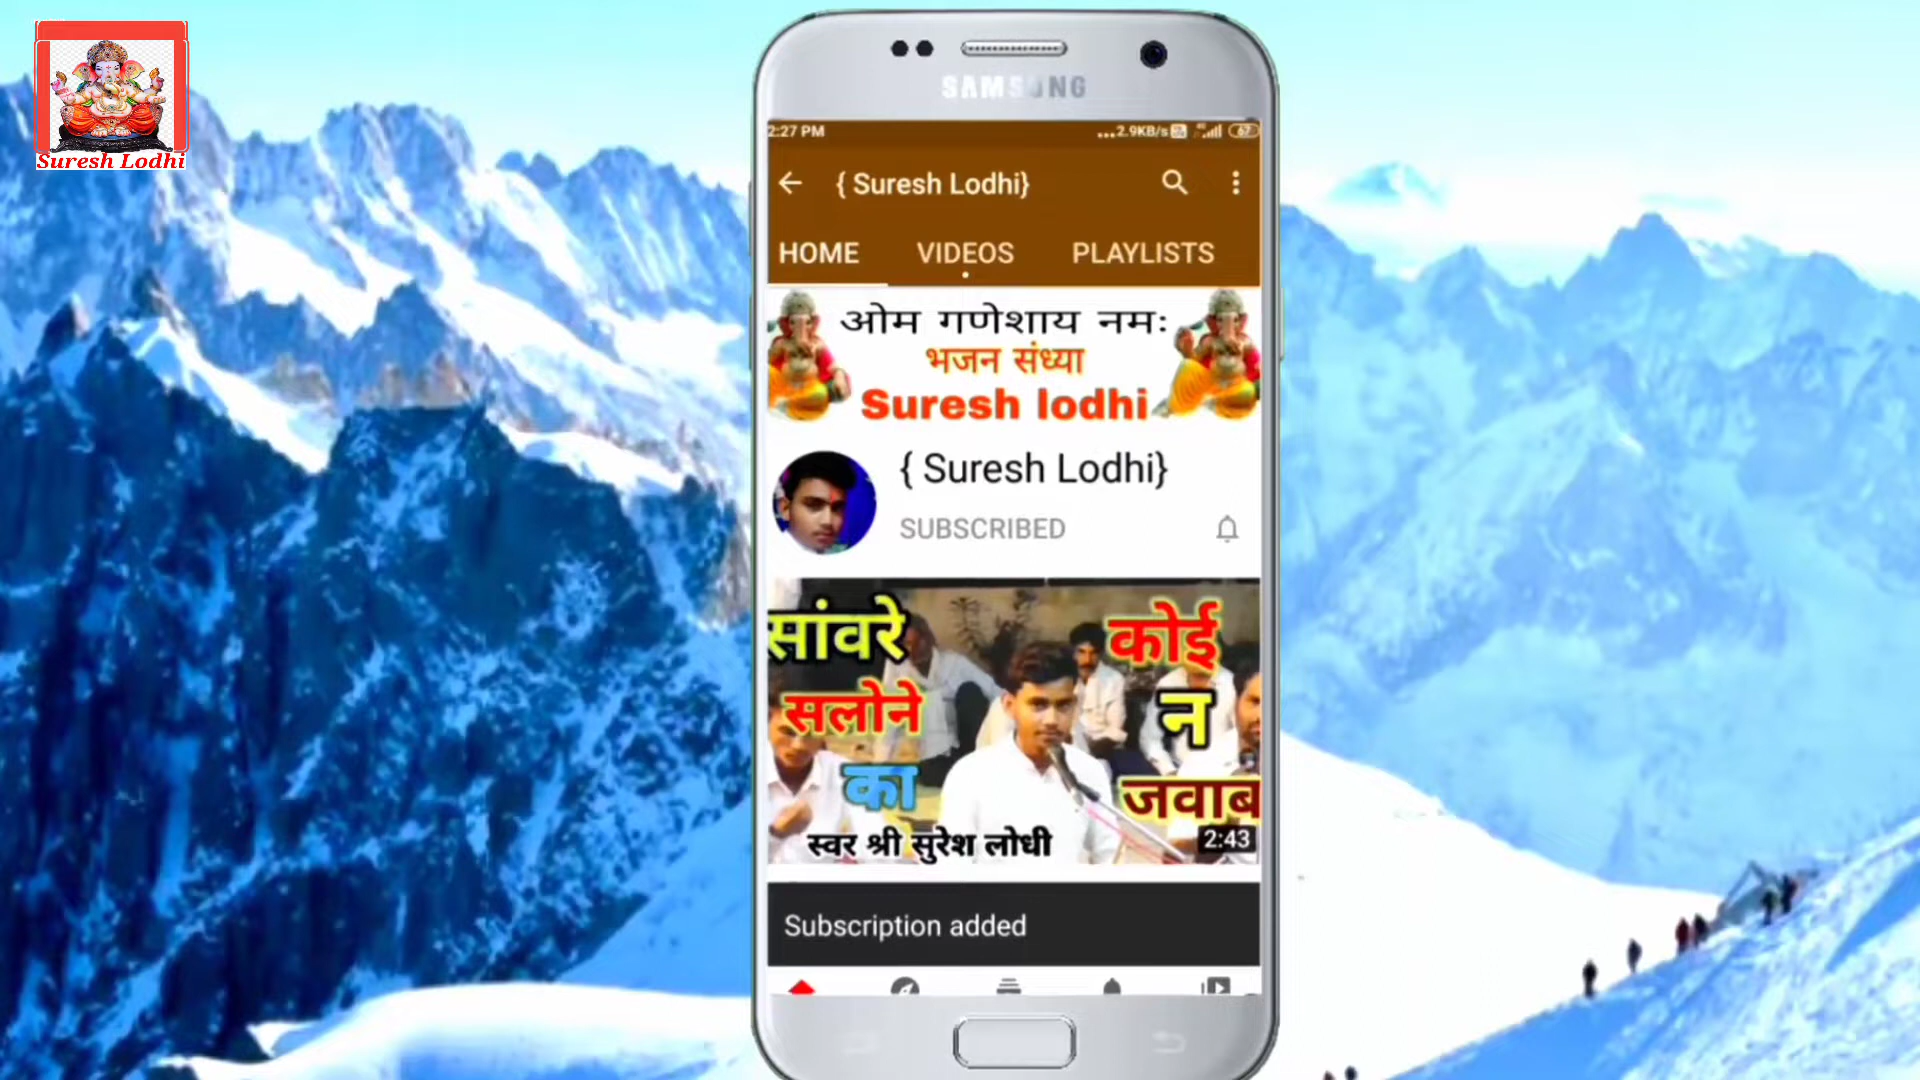 Suresh Lodhi
SAMSUNG
2:27 PM
...2.9KB/s
67
{ Suresh Lodhi}
HOME VIDEOS PLAYLISTS
ओम गणेशाय नमः
भजन संध्या
Suresh lodhi
{ Suresh Lodhi}
SUBSCRIBED
सांवरे
सलोने
का
कोई
न
जवाब
स्वर श्री सुरेश लोधी
2:43
Subscription added